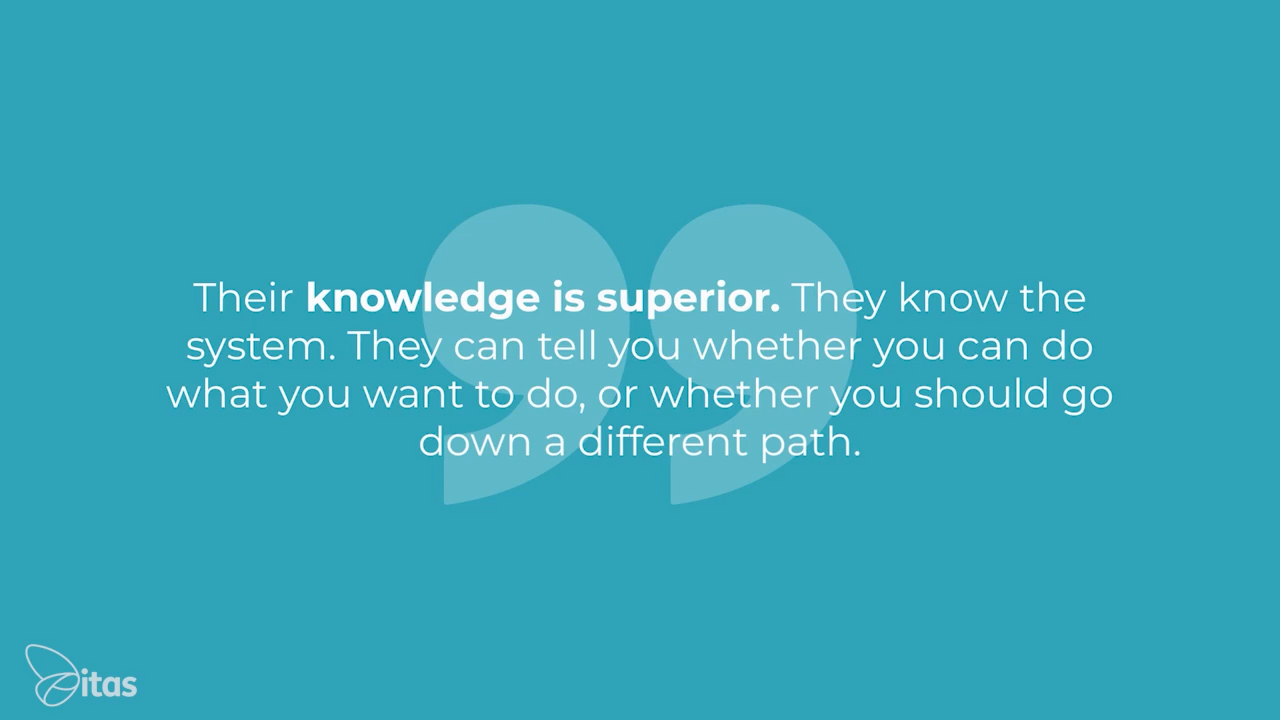 Their knowledge is superior. They know the
system. They can tell you whether you can do
what you want to do, or whether you should go
down a different path.
itas